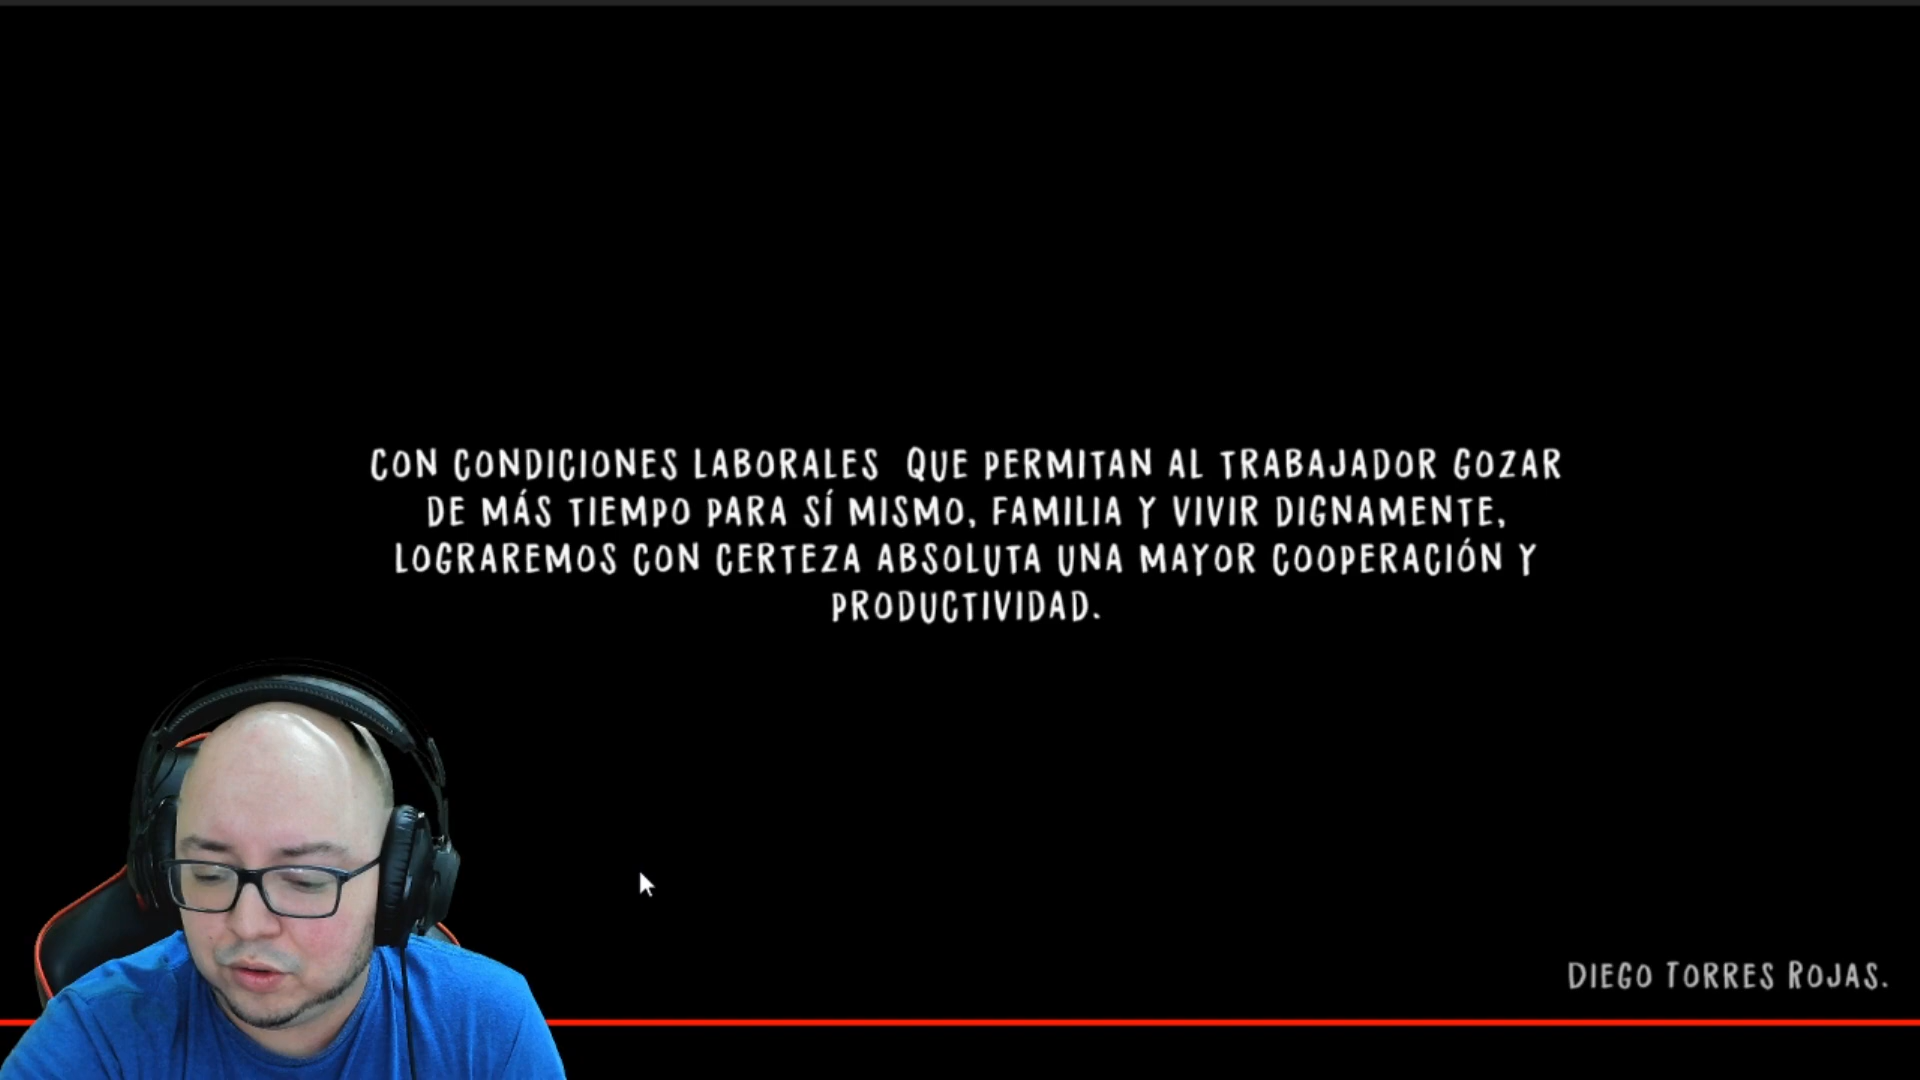 CON CONDICIONES LABORALES  QUE PERMITAN AL TRABAJADOR GOZAR
DE MÁS TIEMPO PARA SÍ MISMO, FAMILIA Y VIVIR DIGNAMENTE,
LOGRAREMOS CON CERTEZA ABSOLUTA UNA MAYOR COOPERACIÓN Y
PRODUCTIVIDAD.
DIEGO TORRES ROJAS.